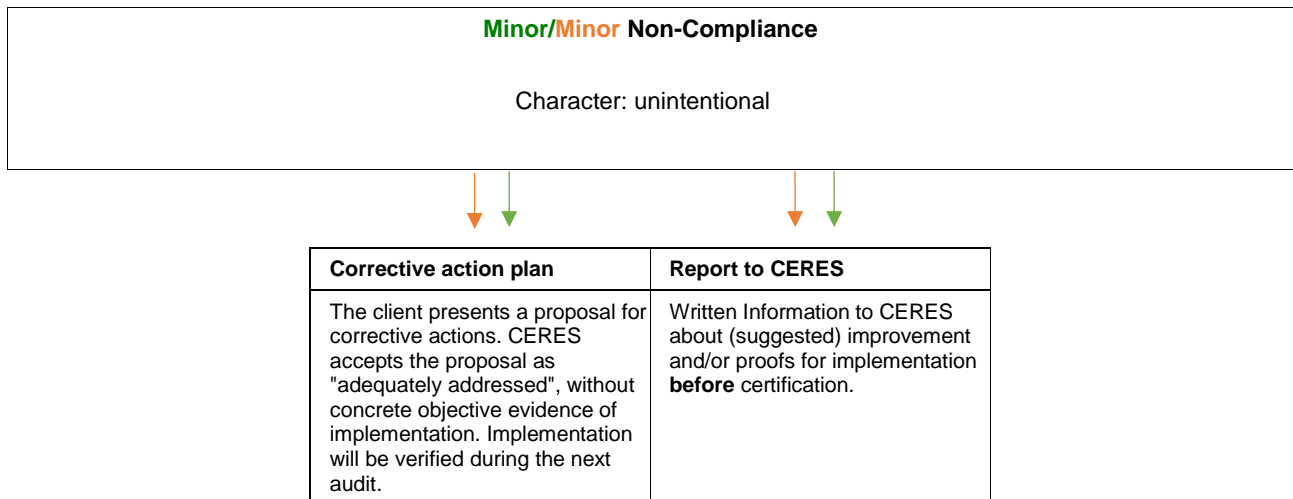 Minor/Minor Non-Compliance
Character: unintentional
Corrective action plan
Report to CERES
The client presents a proposal for
corrective actions. CERES
accepts the proposal as
"adequately addressed", without
concrete objective evidence of
implementation. Implementation
will be verified during the next
audit.
Written Information to CERES
about (suggested) improvement
and/or proofs for implementation
before certification.